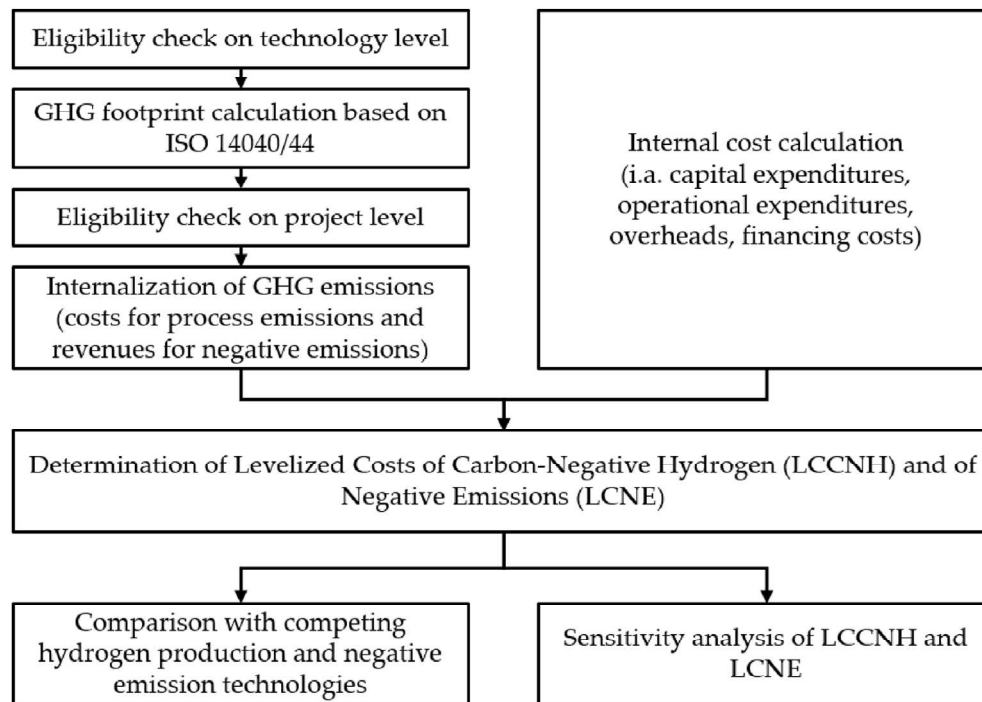 Eligibility check on technology level
GHG footprint calculation based on
ISO 14040/44
Eligibility check on project level
Internalization of GHG emissions
(costs for process emissions and
revenues for negative emissions)
Internal cost calculation
(i.a. capital expenditures,
operational expenditures,
overheads, financing costs)
Determination of Levelized Costs of Carbon-Negative Hydrogen (LCCNH) and of
Negative Emissions (LCNE)
Comparison with competing
hydrogen production and negative
emission technologies
Sensitivity analysis of LCCNH and
LCNE